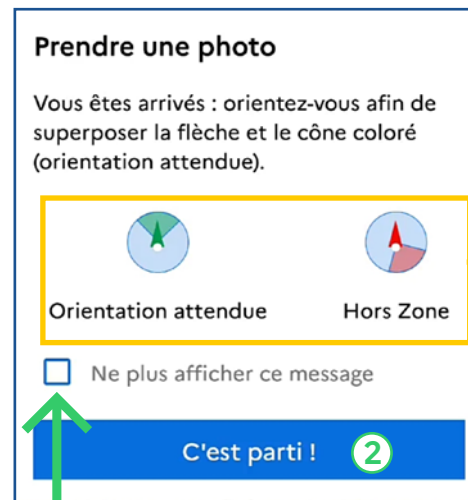 Prendre une photo
Vous êtes arrivés : orientez-vous afin de
superposer la flèche et le cône coloré
(orientation attendue).
Orientation attendue
Hors Zone
Ne plus afficher ce message
C'est parti !
2